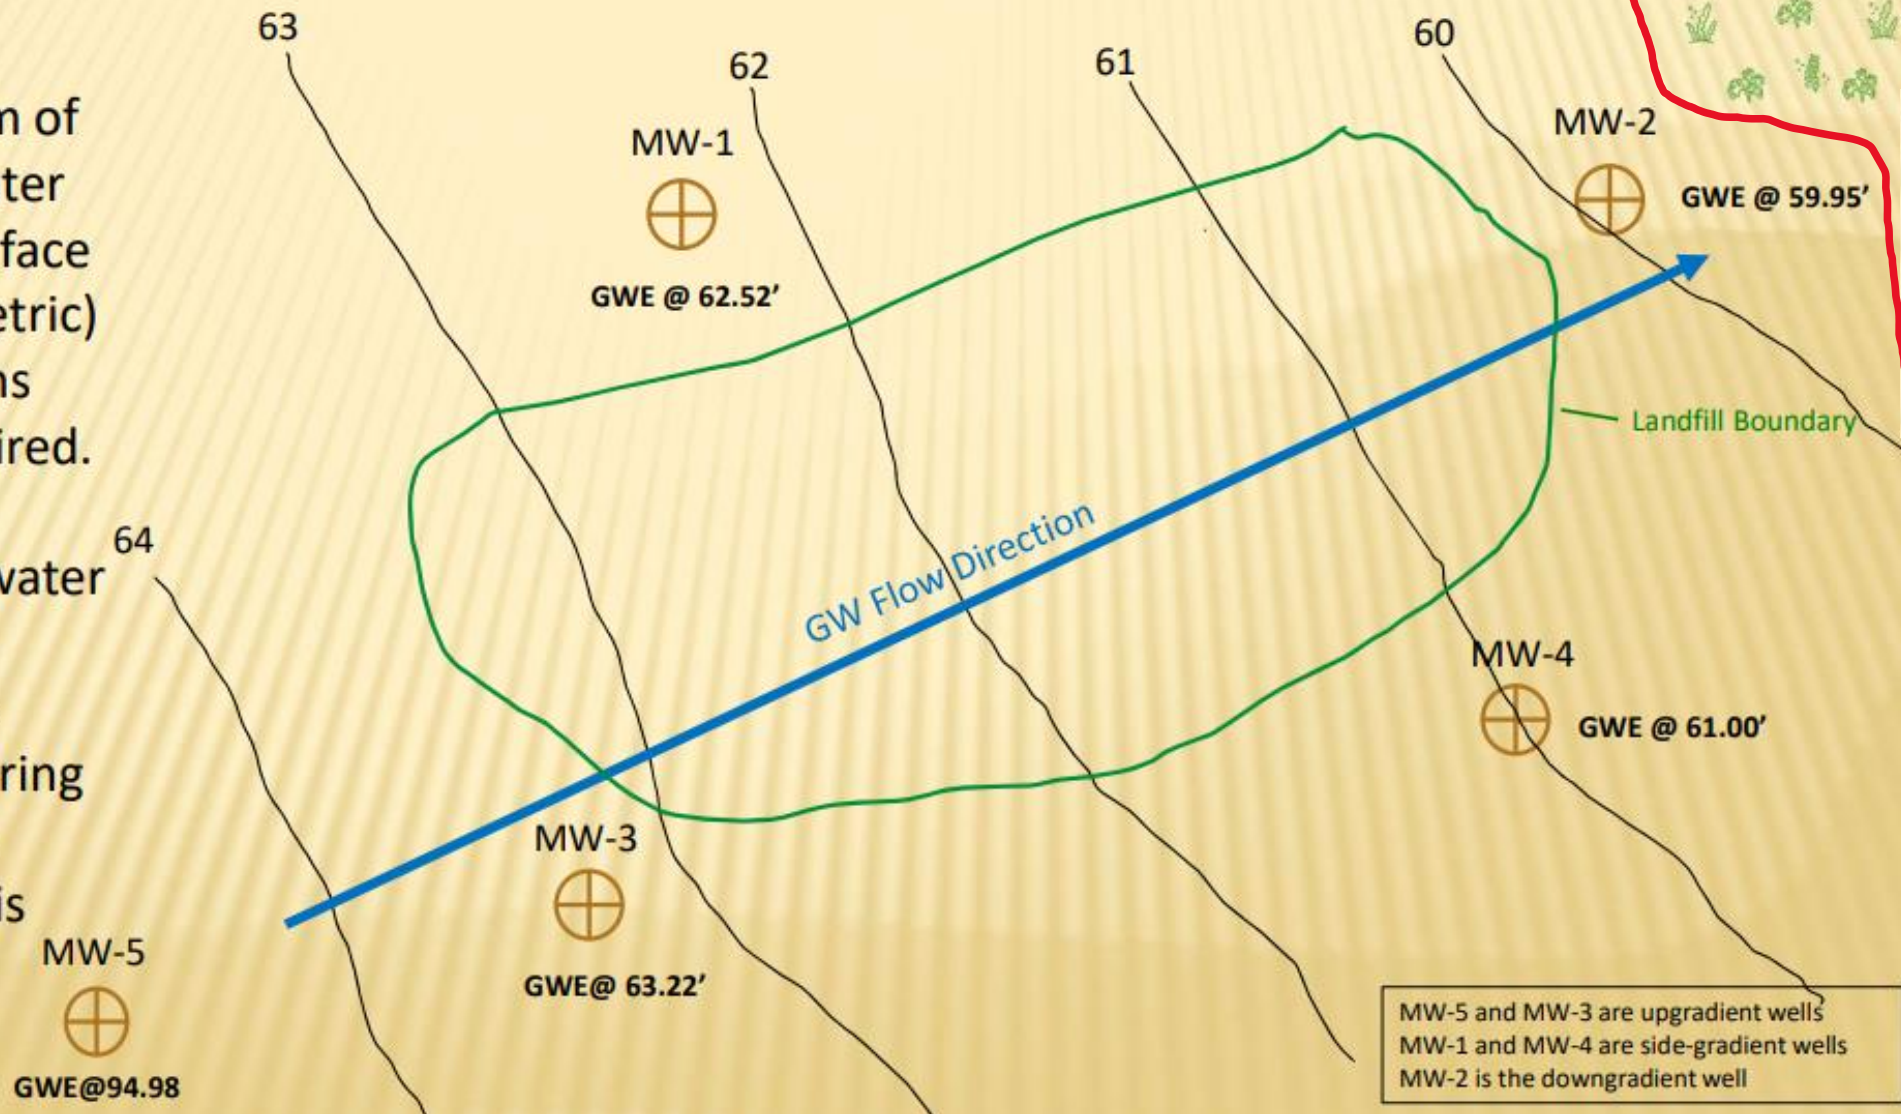 63
62
61
60
m of
MW-1
MW-2
ter
GWE @ 59.95’
face
GWE @ 62.52’
etric)
ns
Landfill Boundary
ired.
64
water
GW Flow Direction
MW-4
GWE @ 61.00’
ring
MW-3
is
MW-5
GWE@ 63.22’
GWE@94.98
MW-5 and MW-3 are upgradient wells
MW-1 and MW-4 are side-gradient wells
MW-2 is the downgradient well